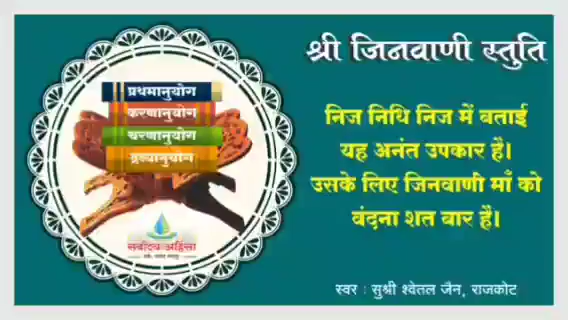 श्री जिनवाणी स्तुति
प्रथमानुयोग
करणानुयोग
चरणानुयोग
द्रव्यानुयोग
सर्वोदय अहिंसा
निज निधि निज में बताई
यह अनंत उपकार है।
उसके लिए जिनवाणी माँ को
वंदना शत बार है।
स्वर : सुश्री श्वेतल जैन, राजकोट